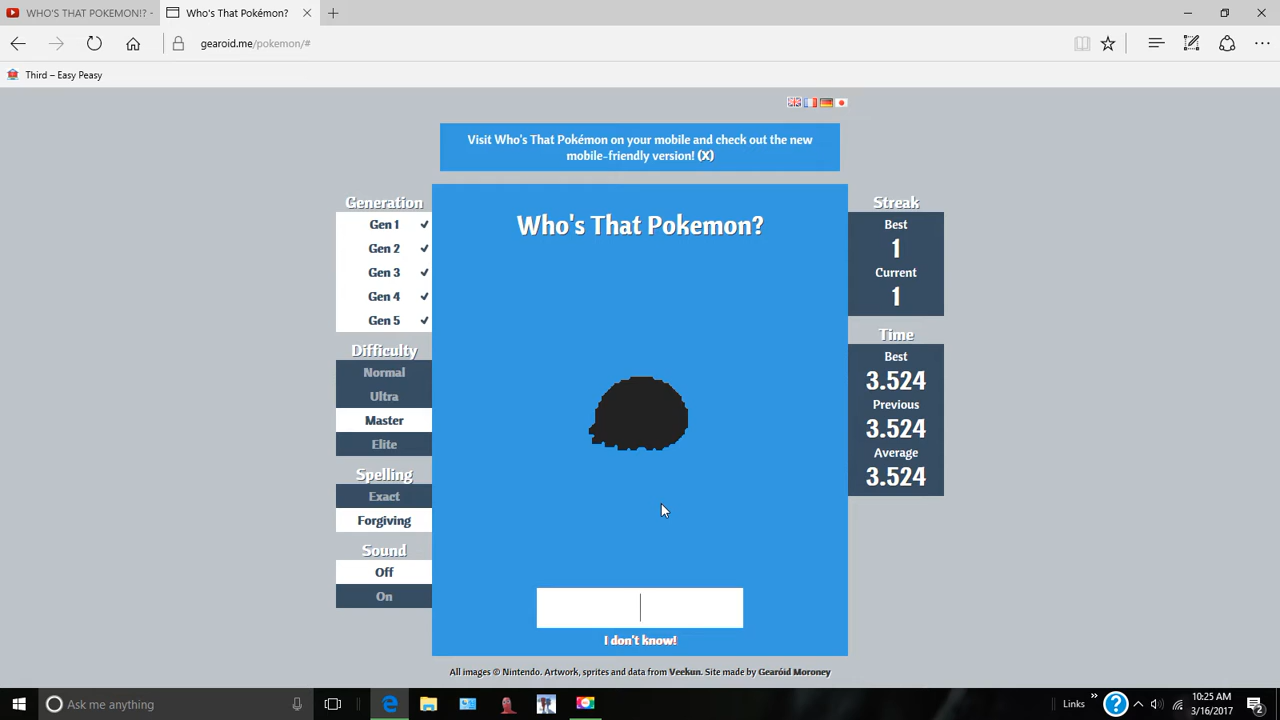 WHO'S THAT POKEMON!? -
Who's That Pokémon?
gearoid.me/pokemon/#
Third – Easy Peasy
Visit Who's That Pokémon on your mobile and check out the new
mobile-friendly version! (X)
Generation
Gen 1
Gen 2
Gen 3
Gen 4
Gen 5
Difficulty
Normal
Ultra
Master
Elite
Spelling
Exact
Forgiving
Sound
Off
On
Who's That Pokemon?
I don't know!
Streak
Best
1
Current
1
Time
Best
3.524
Previous
3.524
Average
3.524
All images © Nintendo. Artwork, sprites and data from Veekun. Site made by Gearóid Moroney
Ask me anything
Links
10:25 AM
3/16/2017
2